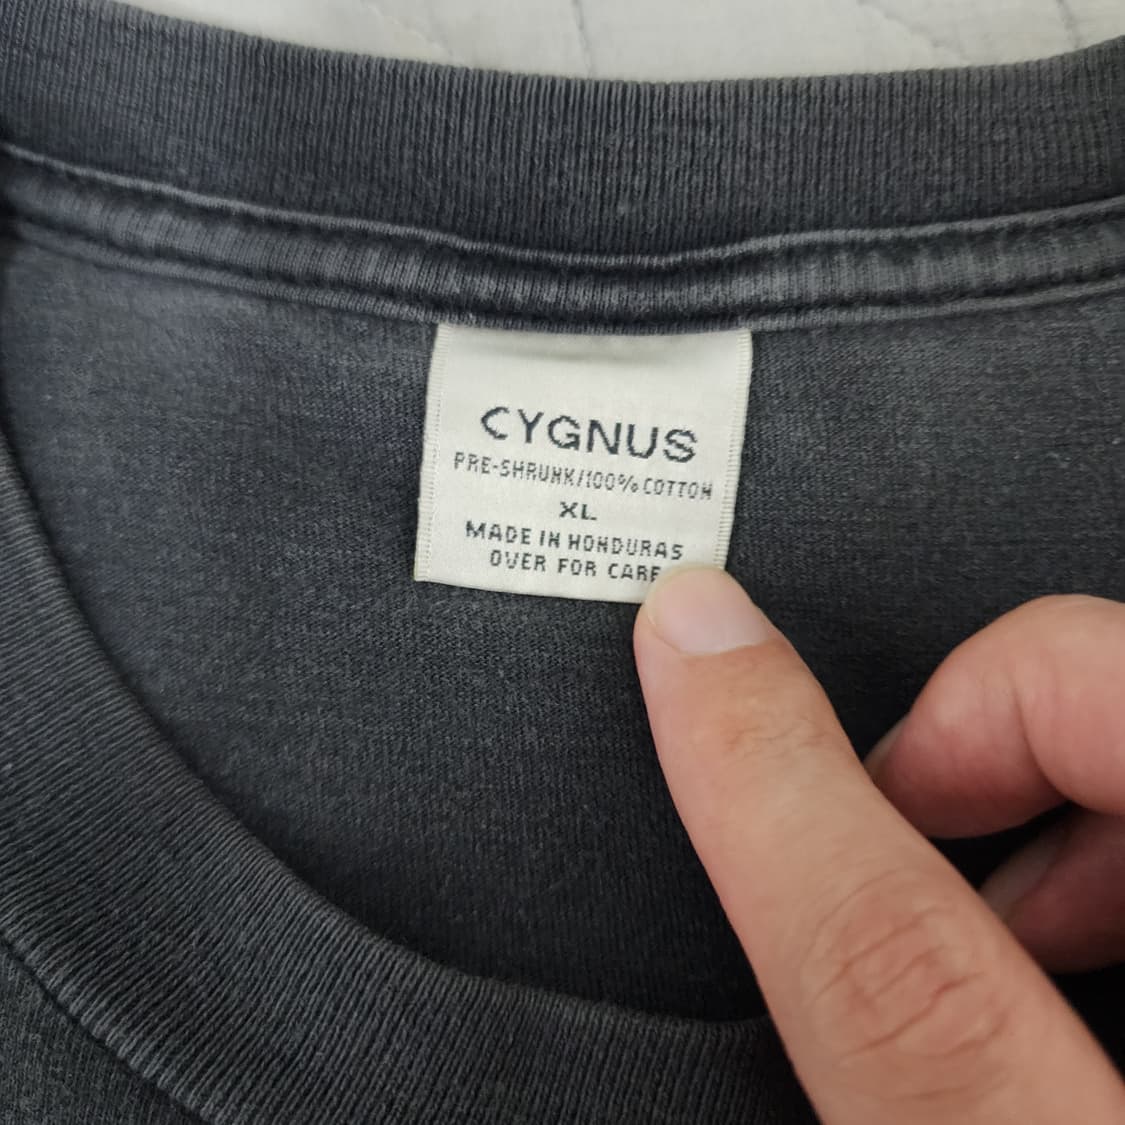 CYGNUS
PRE-SHRUNK/100% COTTON
XL
MADE IN HONDURAS
OVER FOR CARE